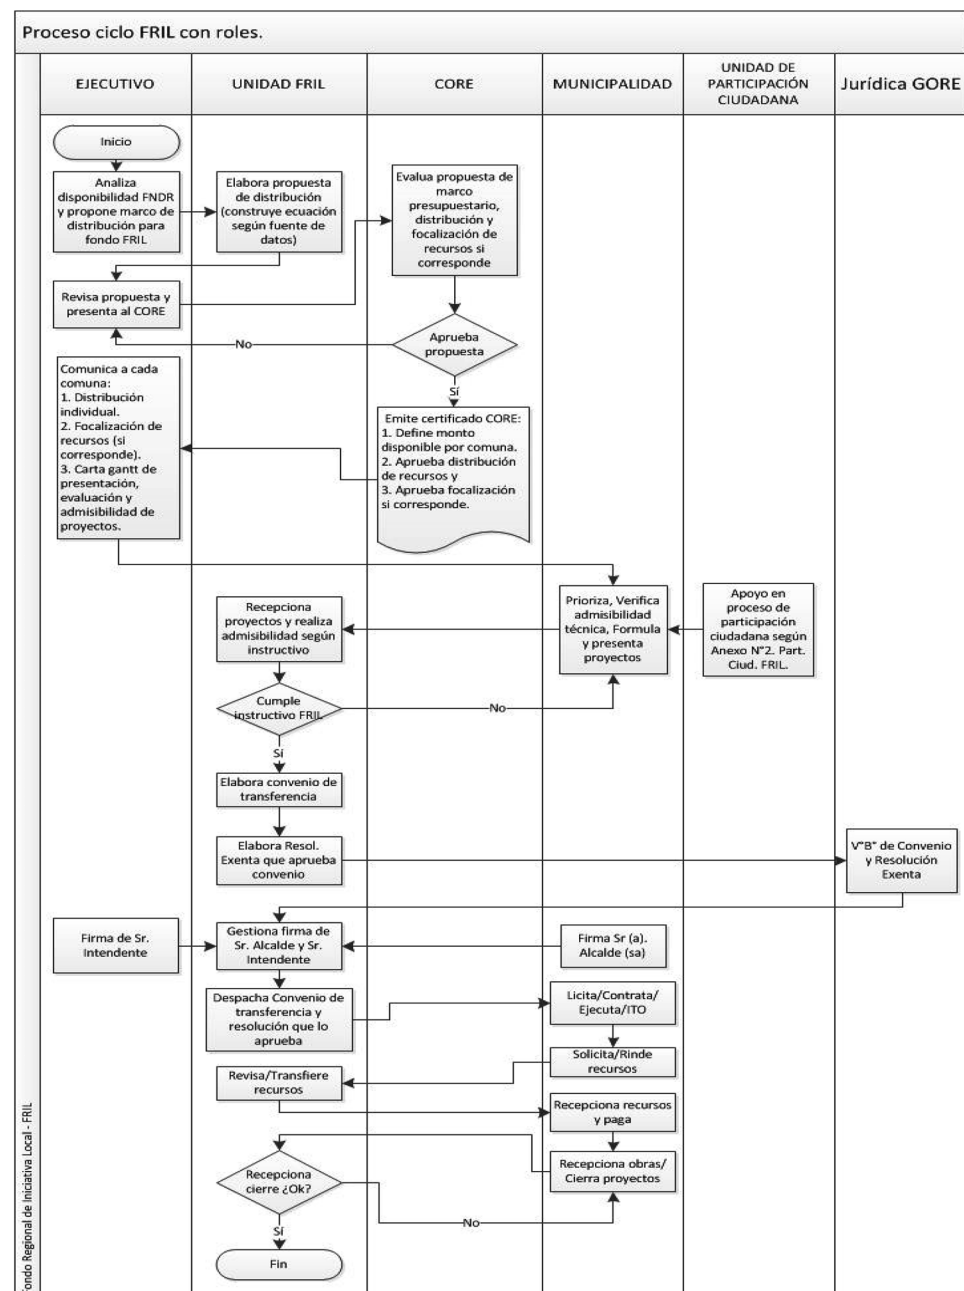 Proceso ciclo FRIL con roles.
EJECUTIVO
UNIDAD FRIL
CORE
MUNICIPALIDAD
UNIDAD DE
PARTICIPACIÓN
CIUDADANA
Jurídica GORE
Inicio
Analiza
disponibilidad FNDR
y propone marco de
distribución para
fondo FRIL
Elabora propuesta
de distribución
(construye ecuación
según fuente de
datos)
Evalua propuesta de
marco
presupuestario,
distribución y
focalización de
recursos si
corresponde
Revisa propuesta y
presenta al CORE
Aprueba
propuesta
No
Sí
Comunica a cada
comuna:
1. Distribución
individual.
2. Focalización de
recursos (si
corresponde).
3. Carta gantt de
presentación,
evaluación y
admisibilidad de
proyectos.
Emite certificado CORE:
1. Define monto
disponible por comuna.
2. Aprueba distribución
de recursos y
3. Aprueba focalización
si corresponde.
Recepciona
proyectos y realiza
admisibilidad según
instructivo
Prioriza, Verifica
admisibilidad
técnica, Formula
y presenta
proyectos
Apoyo en
proceso de
participación
ciudadana según
Anexo N°2. Part.
Ciud. FRIL.
Cumple
instructivo FRIL
No
Sí
Elabora convenio de
transferencia
Elabora Resol.
Exenta que aprueba
convenio
V°B° de Convenio
y Resolución
Exenta
Firma de Sr.
Intendente
Gestiona firma de
Sr. Alcalde y Sr.
Intendente
Firma Sr (a).
Alcalde (sa)
Despacha Convenio de
transferencia y
resolución que lo
aprueba
Licita/Contrata/
Ejecuta/ITO
Solicita/Rinde
recursos
Revisa/Transfiere
recursos
Recepciona recursos
y paga
Recepciona
cierre ¿Ok?
Recepciona obras/
Cierra proyectos
No
Sí
Fin
Fondo Regional de Iniciativa Local - FRIL